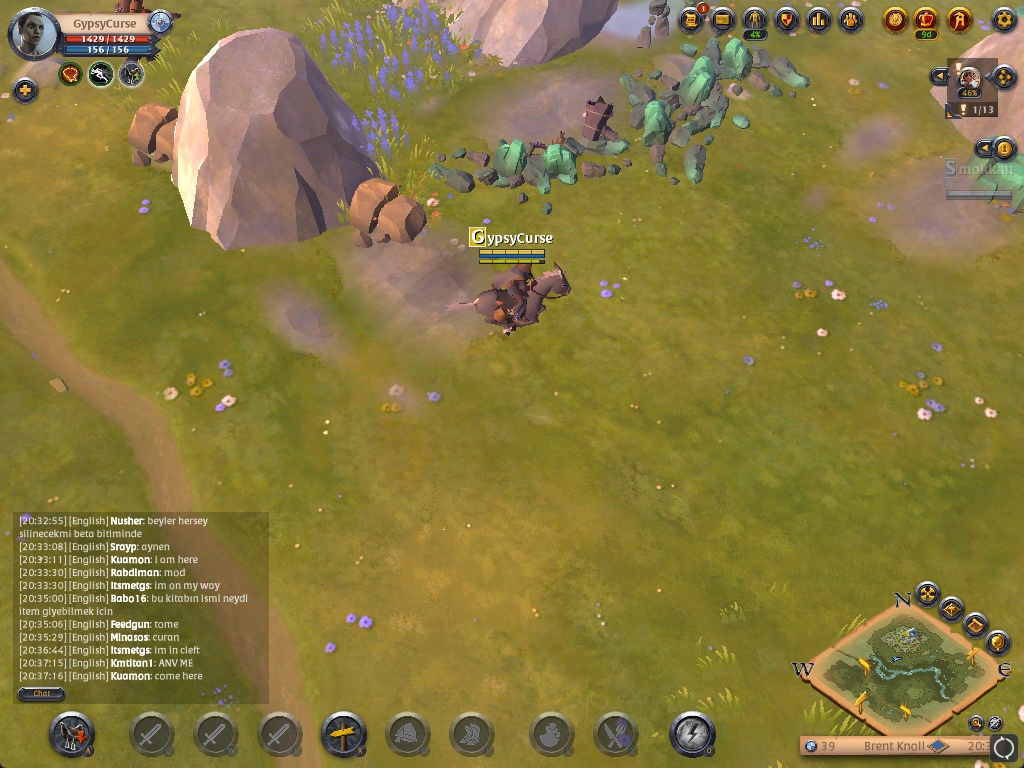 GypsyCurse
1429 / 1429
156 / 156
1
4%
9d
46%
1/13
Smokkan
GypsyCurse
[20:32:55] [English] Nusher: beyler hersey
silinecekmi beta bitiminde
[20:33:08] [English] Srayp: aynen
[20:33:11] [English] Kuamon: i am here
[20:33:30] [English] Rabdiman: mod
[20:33:30] [English] Itsmetgs: im on my way
[20:35:00] [English] Babo16: bu kitabın ismi neydi
item giyebilmek icin
[20:35:06] [English] Feedgun: tome
[20:35:29] [English] Minasos: curan
[20:36:44] [English] Itsmetgs: im in cleft
[20:37:15] [English] Kmtitan1: ANV ME
[20:37:16] [English] Kuamon: come here
Chat
A
R
N
W
E
39
Brent Knoll